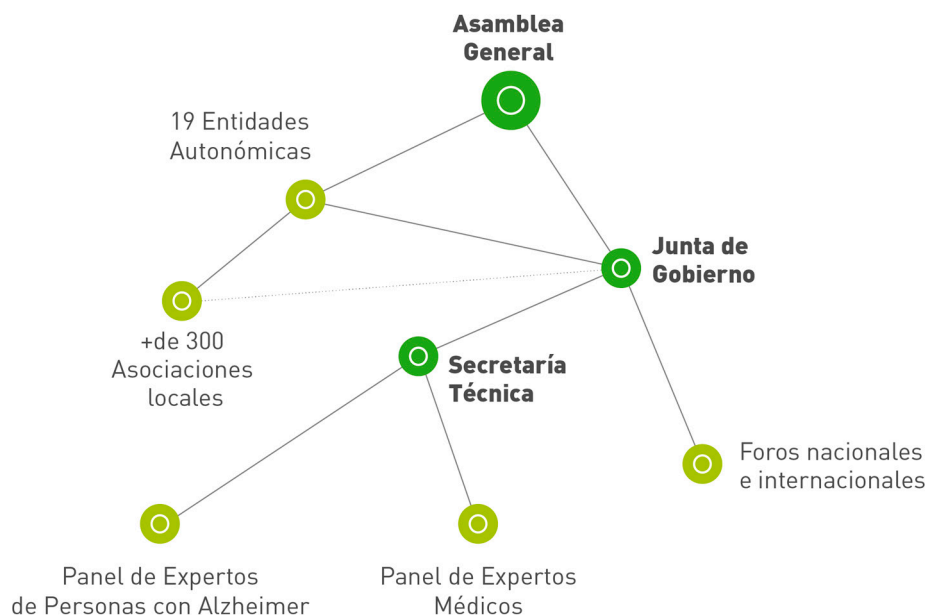 Asamblea
General
19 Entidades
Autonómicas
Junta de
Gobierno
+de 300
Asociaciones
locales
Secretaría
Técnica
Foros nacionales
e internacionales
Panel de Expertos
de Personas con Alzheimer
Panel de Expertos
Médicos